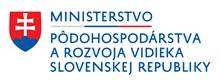 MINISTERSTVO
PÔDOHOSPODÁRSTVA
A ROZVOJA VIDIEKA
SLOVENSKEJ REPUBLIKY